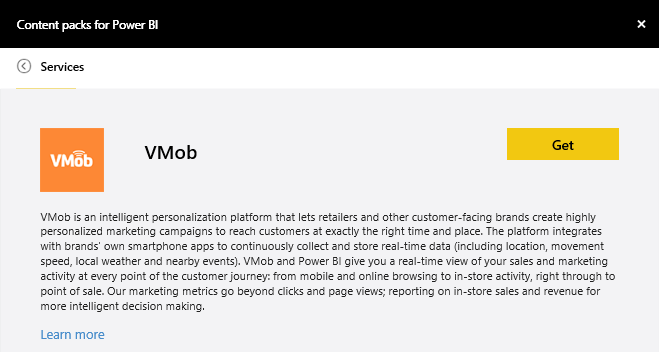 Content packs for Power BI
Services
VMob
VMob
Get
VMob is an intelligent personalization platform that lets retailers and other customer-facing brands create highly
personalized marketing campaigns to reach customers at exactly the right time and place. The platform integrates
with brands' own smartphone apps to continuously collect and store real-time data (including location, movement
speed, local weather and nearby events). VMob and Power BI give you a real-time view of your sales and marketing
activity at every point of the customer journey: from mobile and online browsing to in-store activity, right through to
point of sale. Our marketing metrics go beyond clicks and page views; reporting on in-store sales and revenue for
more intelligent decision making.
Learn more